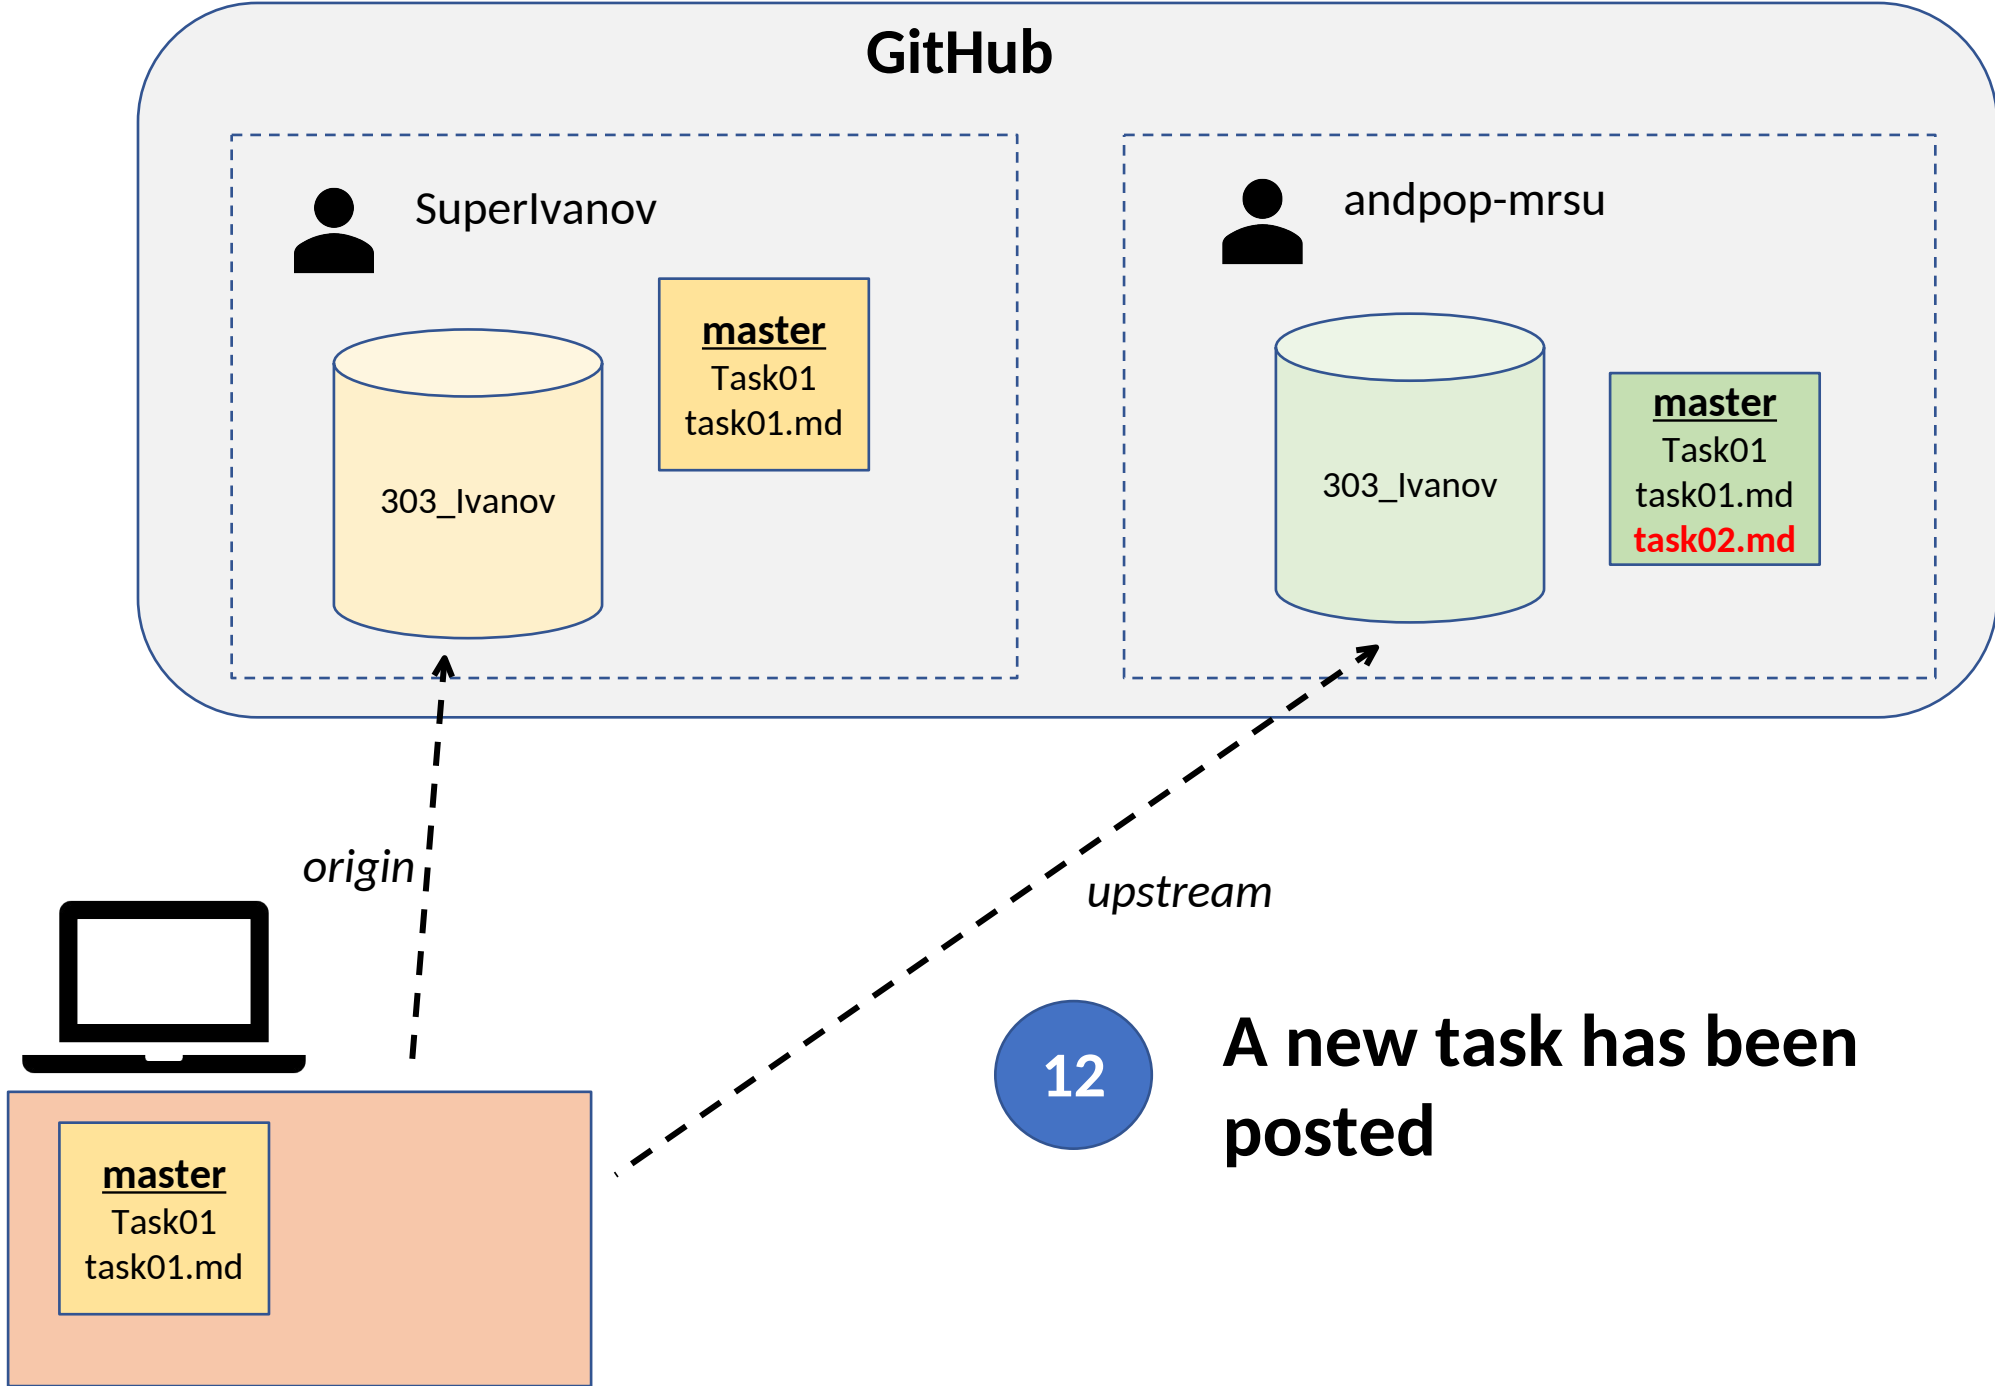 GitHub
SuperIvanov
master
Task01
task01.md
303_Ivanov
andpop-mrsu
303_Ivanov
master
Task01
task01.md
task02.md
origin
upstream
master
Task01
task01.md
12
A new task has been
posted